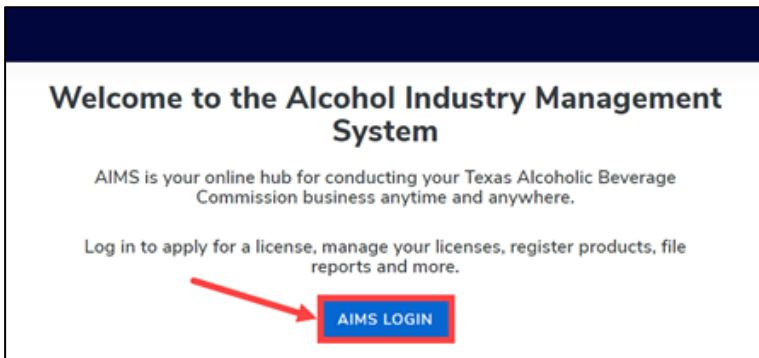 Welcome to the Alcohol Industry Management
System
AIMS is your online hub for conducting your Texas Alcoholic Beverage
Commission business anytime and anywhere.
Log in to apply for a license, manage your licenses, register products, file
reports and more.
AIMS LOGIN